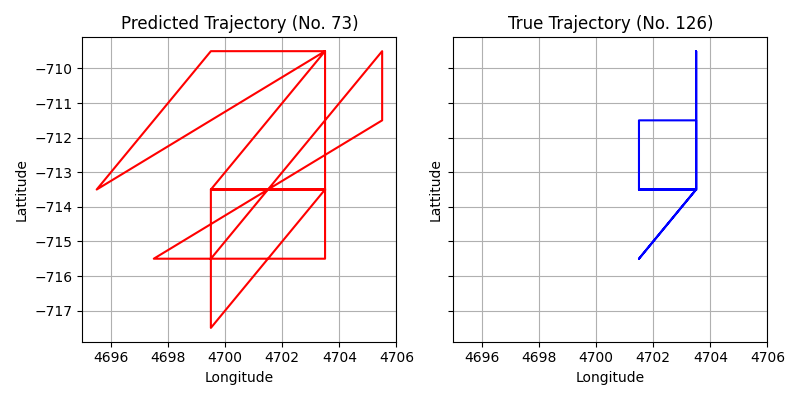 Predicted Trajectory (No. 73)
True Trajectory (No. 126)
−710
−711
−712
−713
−714
−715
−716
−717
Lattitude
Lattitude
4696 4698 4700 4702 4704 4706
4696 4698 4700 4702 4704 4706
Longitude
Longitude